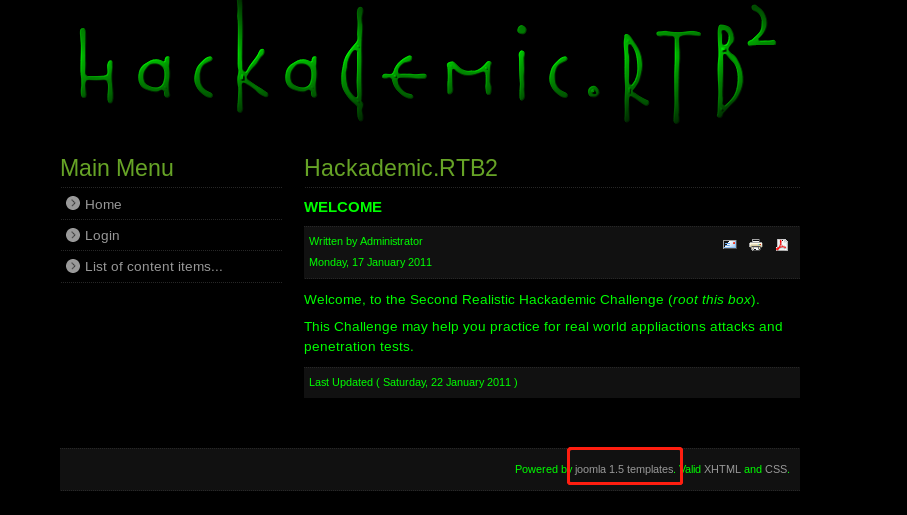 Hackademic.RTB2
Main Menu
Home
Login
List of content items...
Hackademic.RTB2
WELCOME
Written by Administrator
Monday, 17 January 2011
Welcome, to the Second Realistic Hackademic Challenge (root this box).
This Challenge may help you practice for real world appliactions attacks and
penetration tests.
Last Updated ( Saturday, 22 January 2011 )
Powered by joomla 1.5 templates. Valid XHTML and CSS.